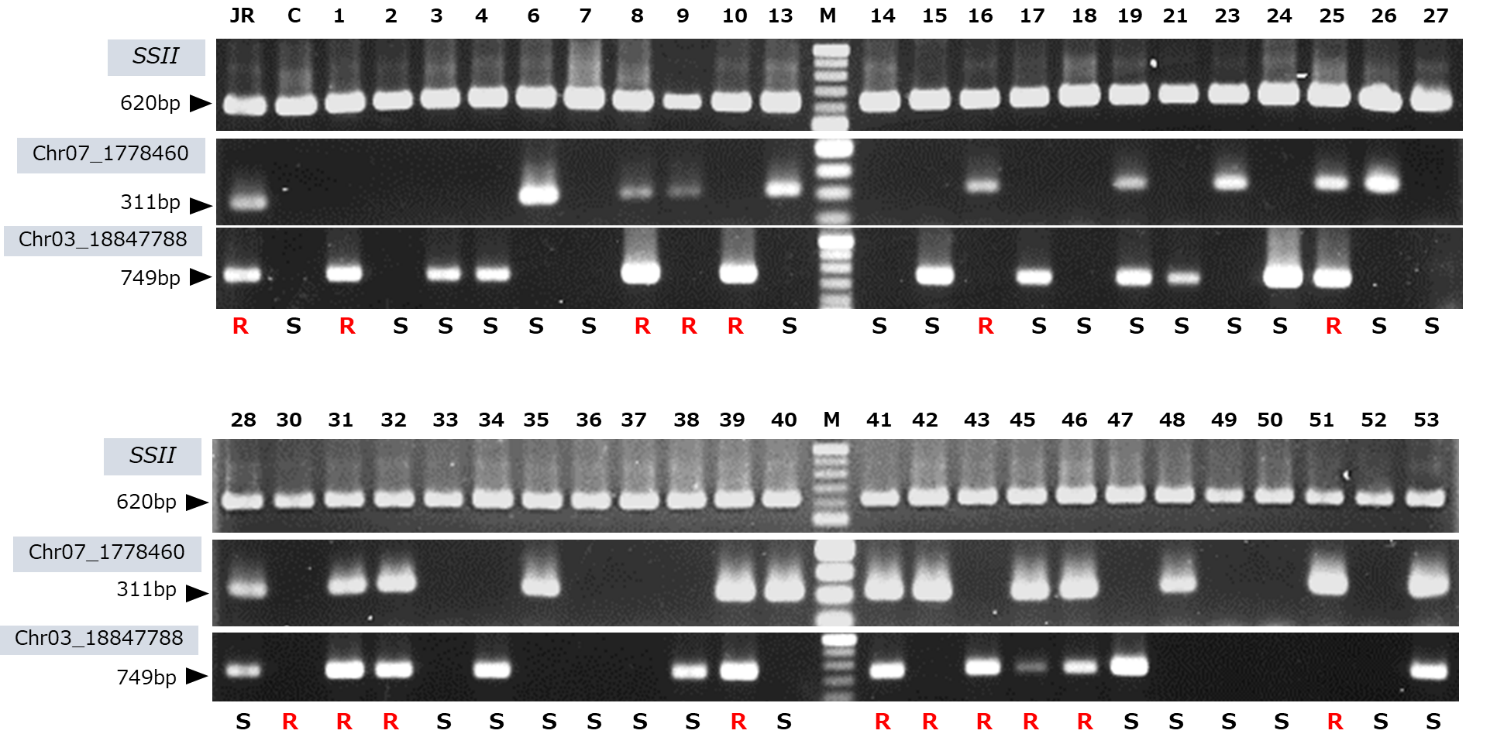 JR C 1 2 3 4 6 7 8 9 10 13 M 14 15 16 17 18 19 21 23 24 25 26 27
SSII
620bp
Chr07_1778460
311bp
Chr03_18847788
749bp
R S R S S S S S R R R S S S R S S S S S S R S S
28 30 31 32 33 34 35 36 37 38 39 40 M 41 42 43 45 46 47 48 49 50 51 52 53
SSII
620bp
Chr07_1778460
311bp
Chr03_18847788
749bp
S R R R S S S S S S R S R R R R R S S S S R S S